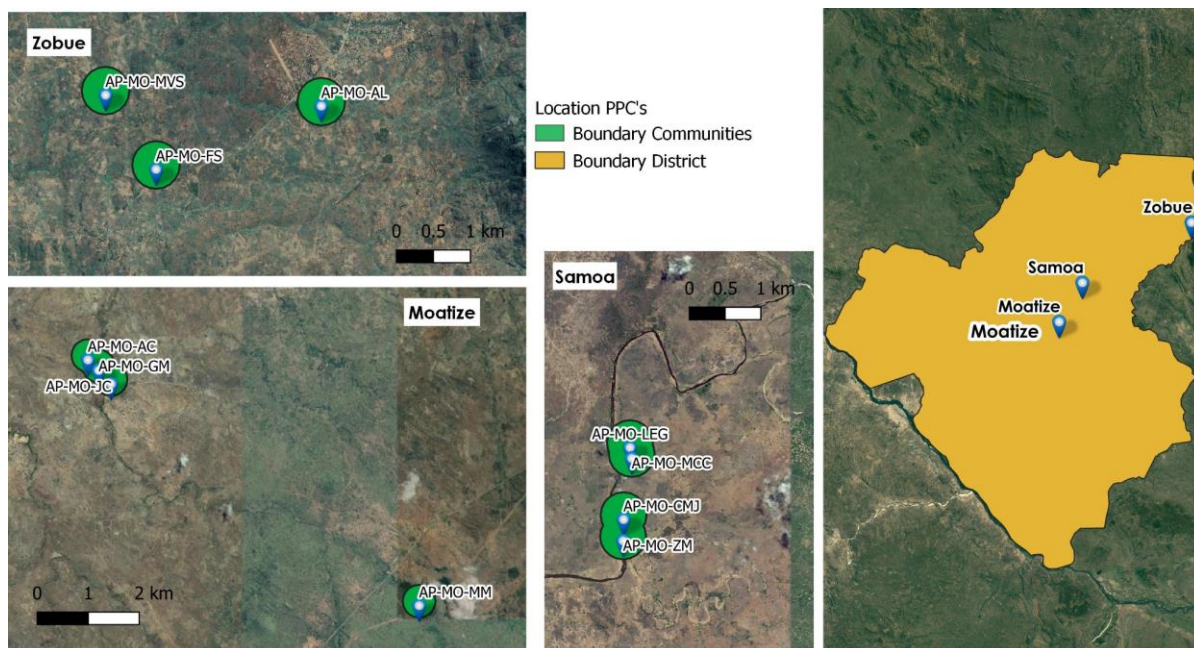 Zobue
AP-MO-MVS
AP-MO-AL
AP-MO-FS
0 0.5 1 km
Location PPC's
Boundary Communities
Boundary District
Moatize
AP-MO-AC
AP-MO-GM
AP-MO-JC
AP-MO-MM
0 1 2 km
Samoa
0 0.5 1 km
AP-MO-LEG
AP-MO-MCC
AP-MO-CMJ
AP-MO-ZM
Zobue
Samoa
Moatize
Moatize